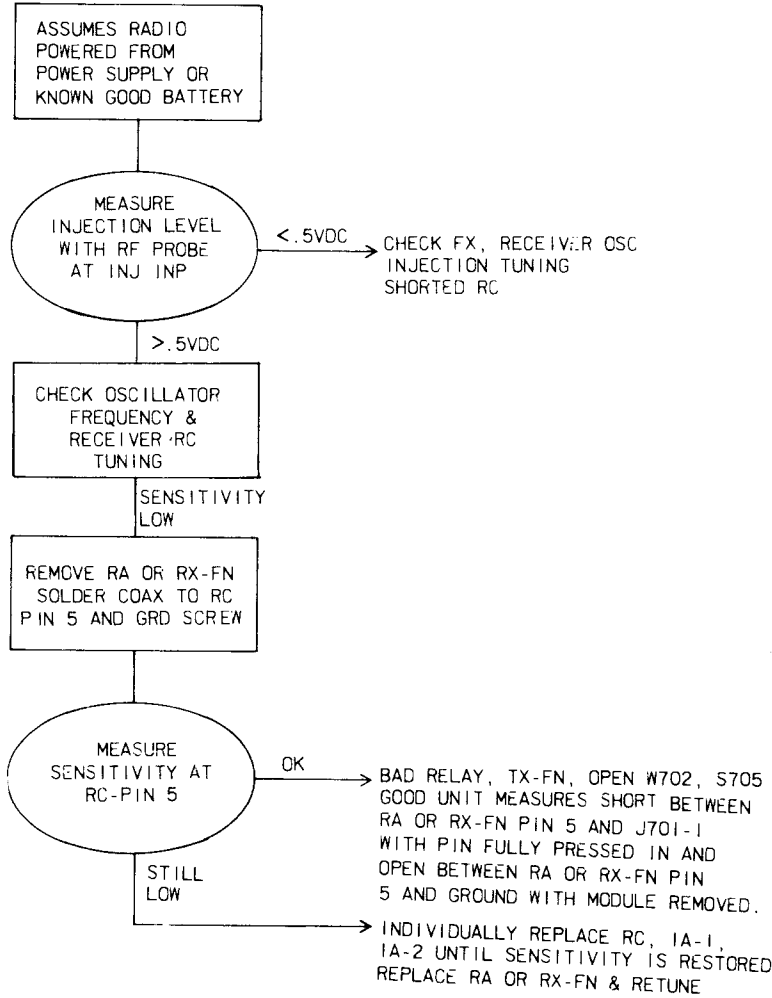 ASSUMES RADIO
POWERED FROM
POWER SUPPLY OR
KNOWN GOOD BATTERY
MEASURE
INJECTION LEVEL
WITH RF PROBE
AT INJ INP
<.5VDC
CHECK FX, RECEIVER OSC
INJECTION TUNING
SHORTED RC
>.5VDC
CHECK OSCILLATOR
FREQUENCY &
RECEIVER RC
TUNING
SENSITIVITY
LOW
REMOVE RA OR RX-FN
SOLDER COAX TO RC
PIN 5 AND GRD SCREW
MEASURE
SENSITIVITY AT
RC-PIN 5
OK
BAD RELAY, TX-FN, OPEN W702, S705
GOOD UNIT MEASURES SHORT BETWEEN
RA OR RX-FN PIN 5 AND J701-1
WITH PIN FULLY PRESSED IN AND
OPEN BETWEEN RA OR RX-FN PIN
5 AND GROUND WITH MODULE REMOVED.
STILL
LOW
INDIVIDUALLY REPLACE RC, IA-1,
IA-2 UNTIL SENSITIVITY IS RESTORED
REPLACE RA OR RX-FN & RETUNE